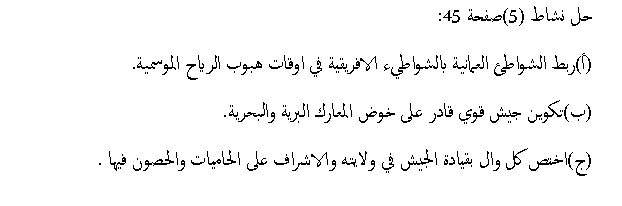 حل نشاط (5)صفحة 45:
(أ)ربط الشواطئ العمانية بالشواطيء الافريقية في اوقات هبوب الرياح الموسمية.
(ب)تكوين جيش قوي قادر على خوض المعارك البرية والبحرية.
(ج)اختص كل وال بقيادة الجيش في ولايته والاشراف على الحاميات والحصون فيها .